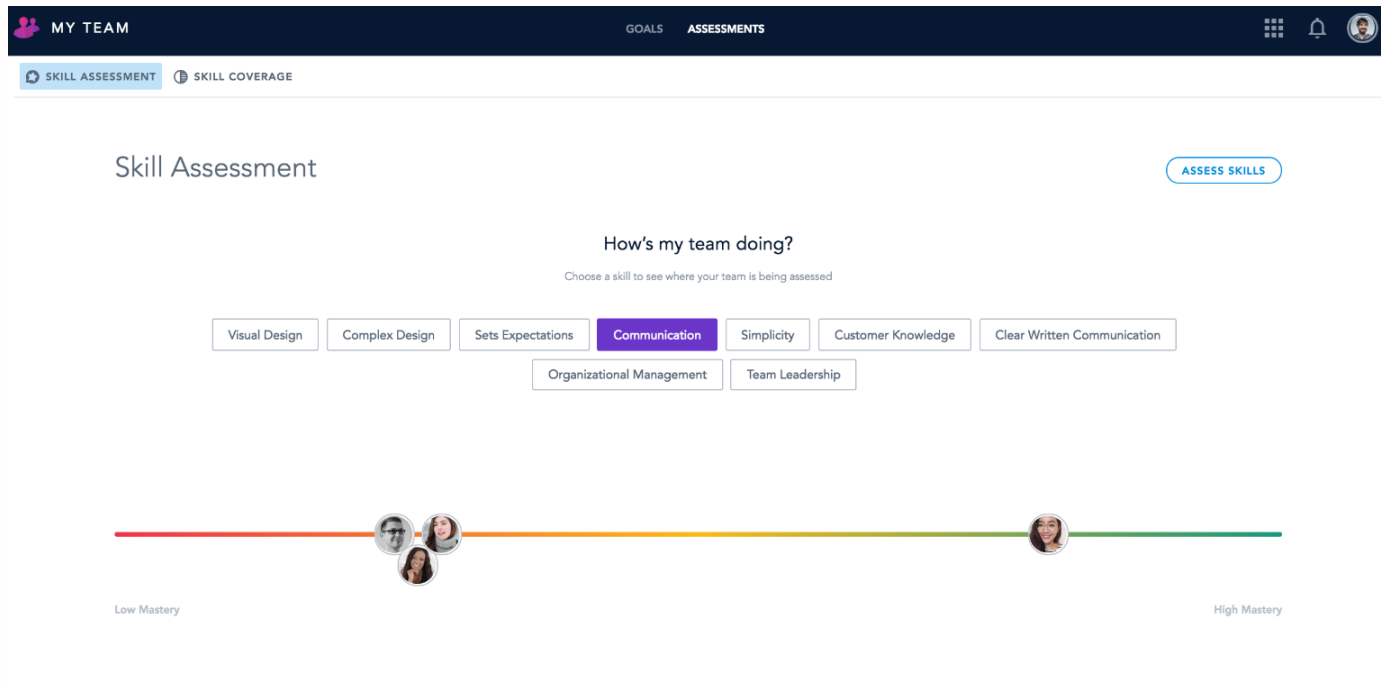 MY TEAM
GOALS ASSESSMENTS
SKILL ASSESSMENT SKILL COVERAGE
Skill Assessment
ASSESS SKILLS
How's my team doing?
Choose a skill to see where your team is being assessed
Visual Design Complex Design Sets Expectations Communication Simplicity Customer Knowledge Clear Written Communication
Organizational Management Team Leadership
Low Mastery High Mastery